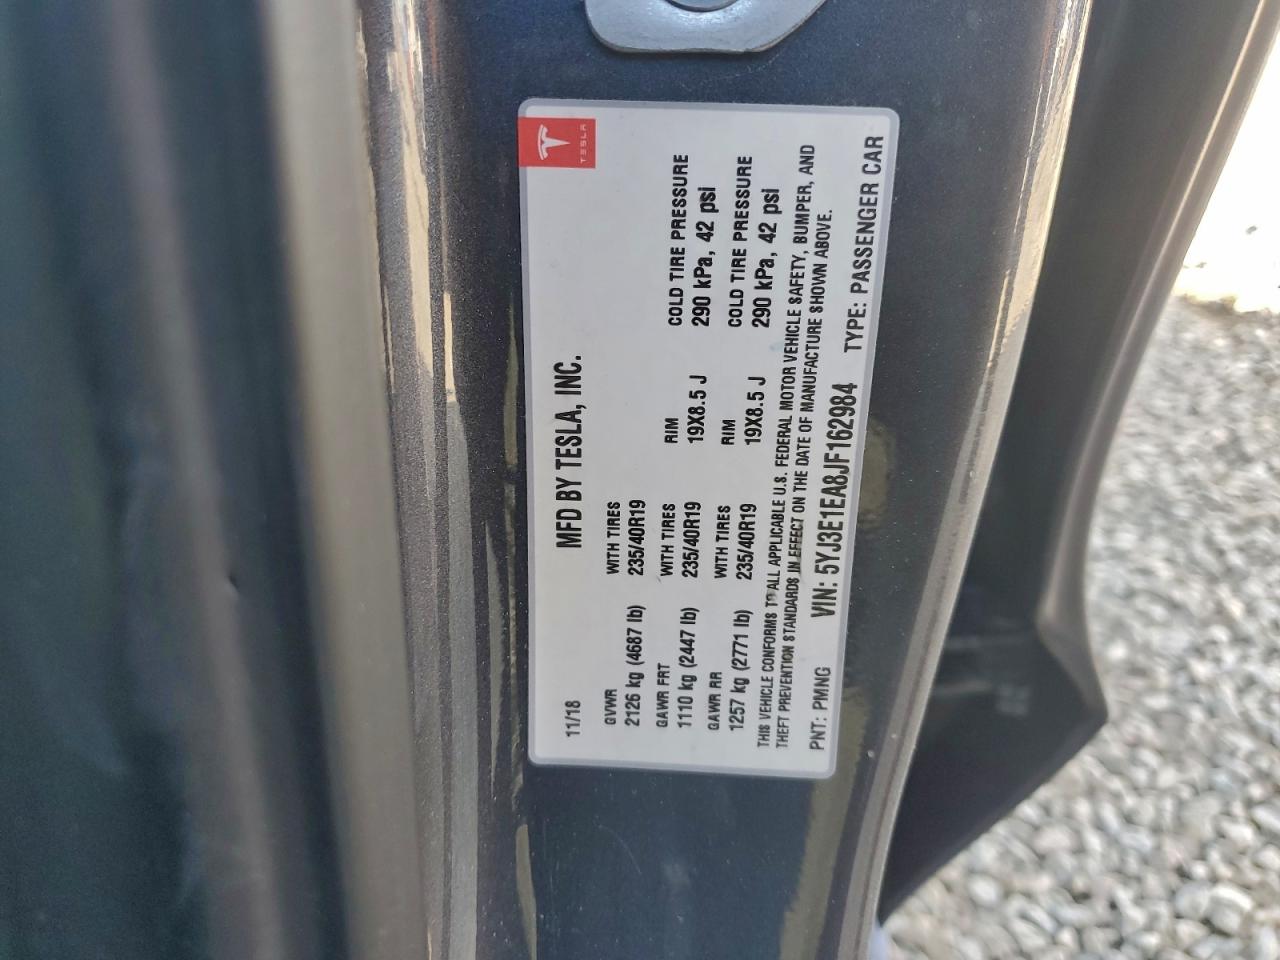 TESLA
MFD BY TESLA, INC.
11/18
GVWR WITH TIRES
2126 kg (4687 lb) 235/40R19
GAWR FRT WITH TIRES RIM COLD TIRE PRESSURE
1110 kg (2447 lb) 235/40R19 19X8.5 J 290 kPa, 42 psi
GAWR RR WITH TIRES RIM COLD TIRE PRESSURE
1257 kg (2771 lb) 235/40R19 19X8.5 J 290 kPa, 42 psi
THIS VEHICLE CONFORMS TO ALL APPLICABLE U.S. FEDERAL MOTOR VEHICLE SAFETY, BUMPER, AND
THEFT PREVENTION STANDARDS IN EFFECT ON THE DATE OF MANUFACTURE SHOWN ABOVE.
PNT: PMNG VIN: 5YJ3E1EA8JF162984 TYPE: PASSENGER CAR